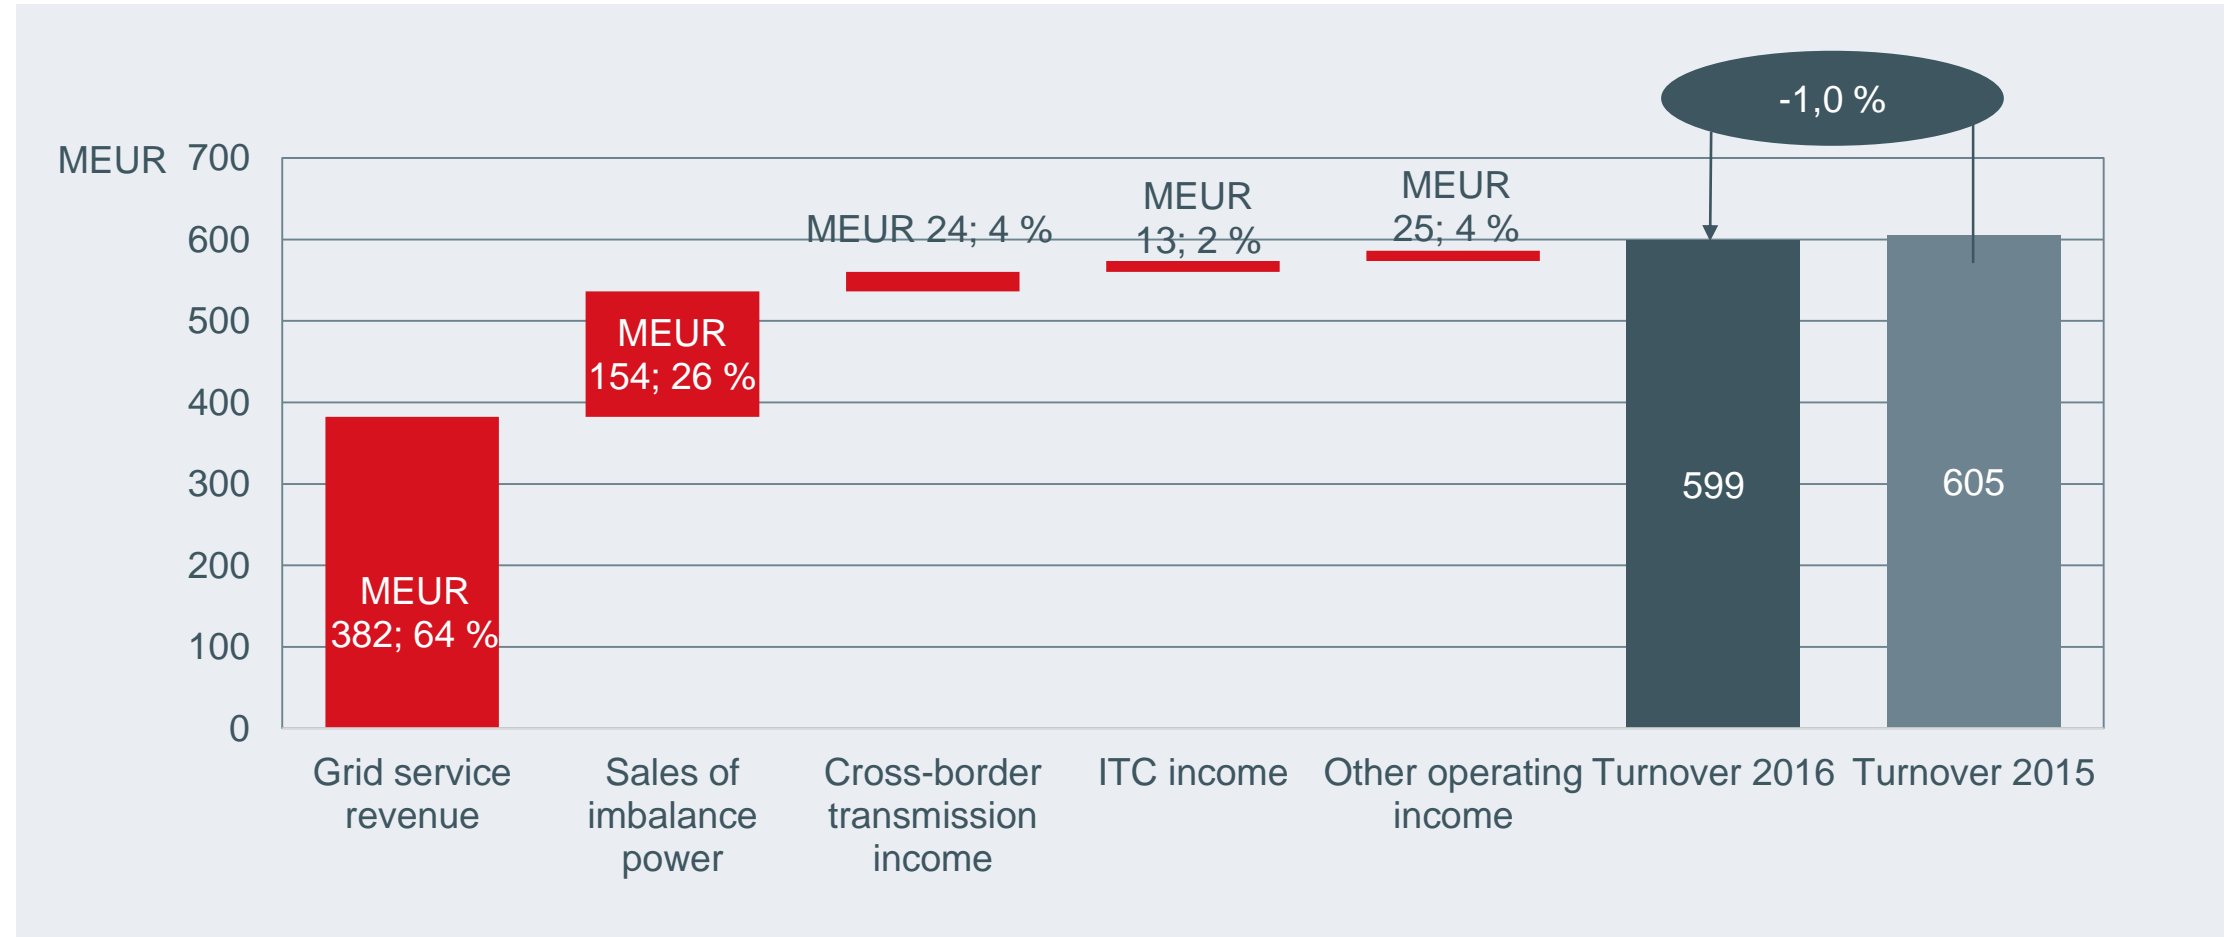 -1,0 %
MEUR
700
600
500
400
300
200
100
0
MEUR
382; 64 %
MEUR
154; 26 %
MEUR 24; 4 %
MEUR
13; 2 %
MEUR
25; 4 %
599
605
Grid service
revenue
Sales of
imbalance
power
Cross-border
transmission
income
ITC income
Other operating
income
Turnover 2016
Turnover 2015